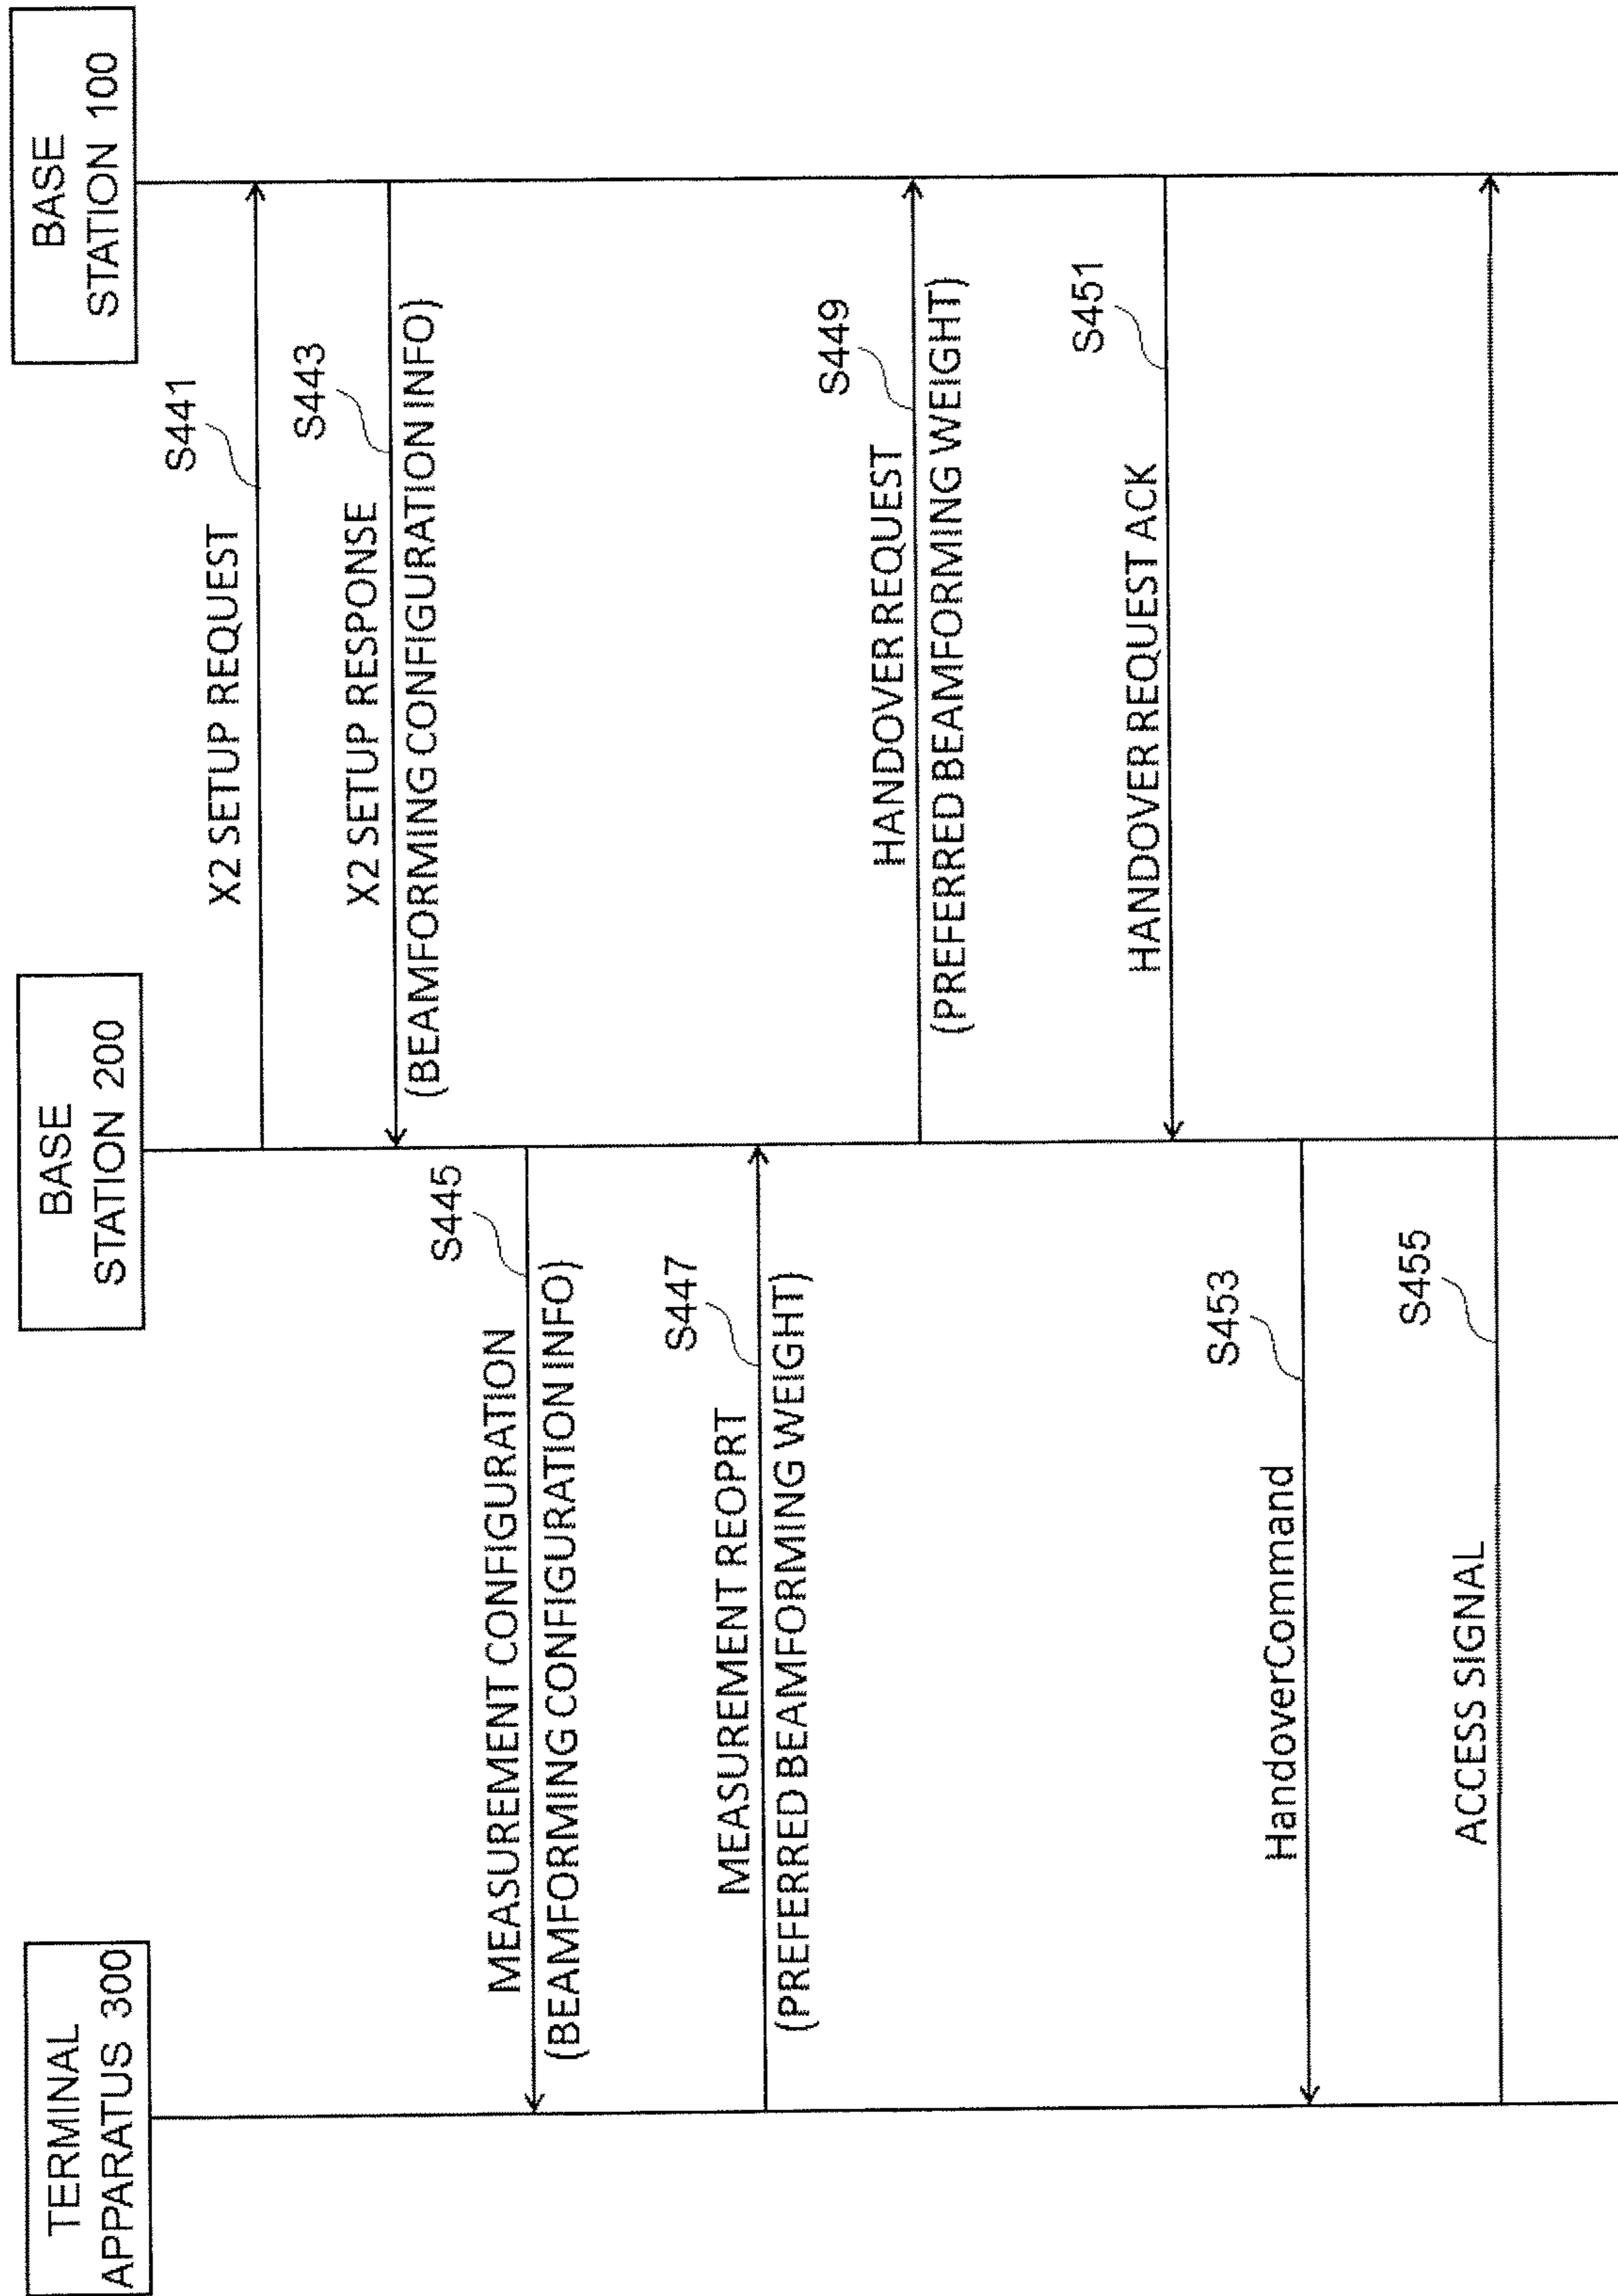 TERMINAL
APPARATUS 300
BASE
STATION 200
BASE
STATION 100
S441
X2 SETUP REQUEST
S443
X2 SETUP RESPONSE
(BEAMFORMING CONFIGURATION INFO)
S445
MEASUREMENT CONFIGURATION
(BEAMFORMING CONFIGURATION INFO)
S447
MEASUREMENT REOPRT
(PREFERRED BEAMFORMING WEIGHT)
S449
HANDOVER REQUEST
(PREFERRED BEAMFORMING WEIGHT)
S451
HANDOVER REQUEST ACK
S453
HandoverCommand
S455
ACCESS SIGNAL